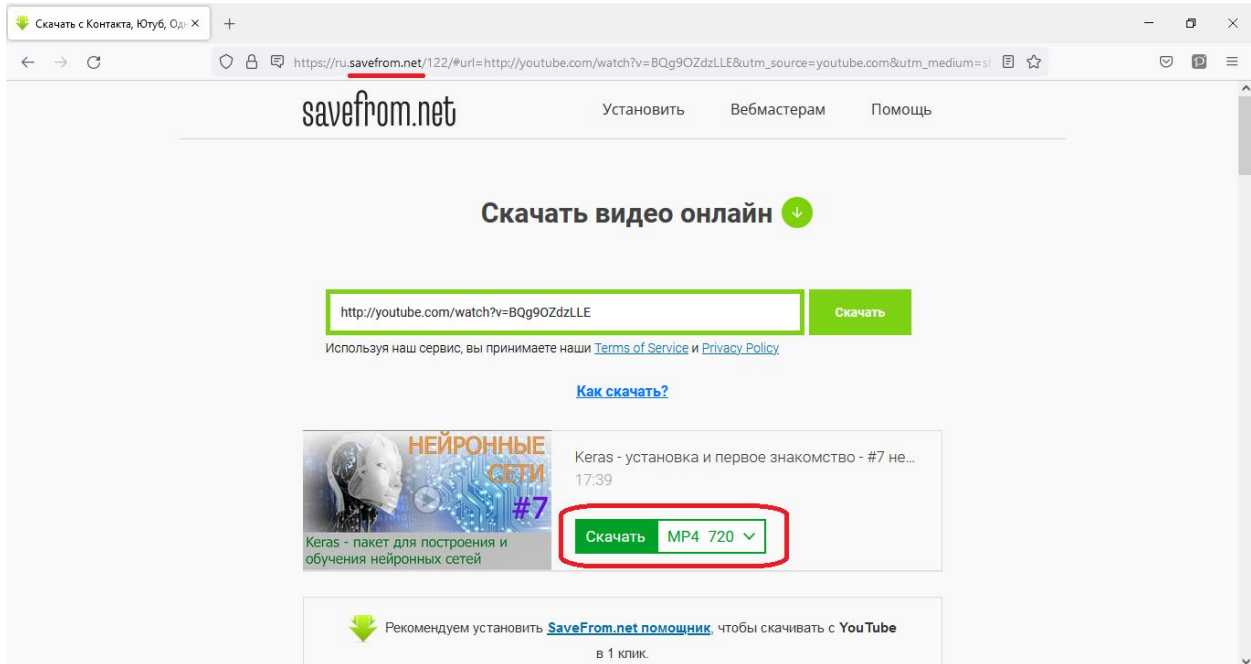 Скачать с Контакта, Ютуб, Од
https://ru.savefrom.net/122/#url=http://youtube.com/watch?v=BQg9OZdzLLE&utm_source=youtube.com&utm_medium=s
savefrom.net Установить Вебмастерам Помощь
Скачать видео онлайн
http://youtube.com/watch?v=BQg9OZdzLLE Скачать
Используя наш сервис, вы принимаете наши Terms of Service и Privacy Policy
Как скачать?
НЕЙРОННЫЕ
СЕТИ
#7
Keras - пакет для построения и
обучения нейронных сетей
Keras - установка и первое знакомство - #7 не...
17:39
Скачать MP4 720
Рекомендуем установить SaveFrom.net помощник, чтобы скачивать с YouTube
в 1 клик.